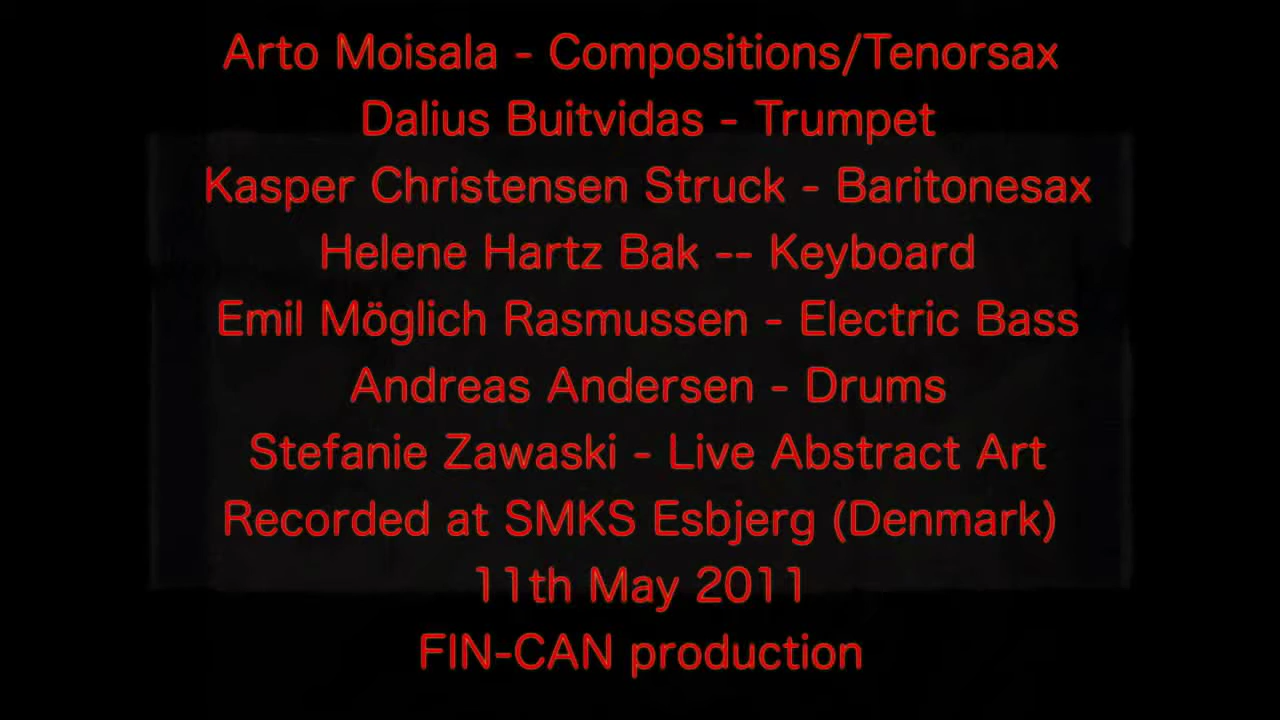 Arto Moisala - Compositions/Tenorsax
Dalius Buitvidas - Trumpet
Kasper Christensen Struck - Baritonesax
Helene Hartz Bak -- Keyboard
Emil Möglich Rasmussen - Electric Bass
Andreas Andersen - Drums
Stefanie Zawaski - Live Abstract Art
Recorded at SMKS Esbjerg (Denmark)
11th May 2011
FIN-CAN production